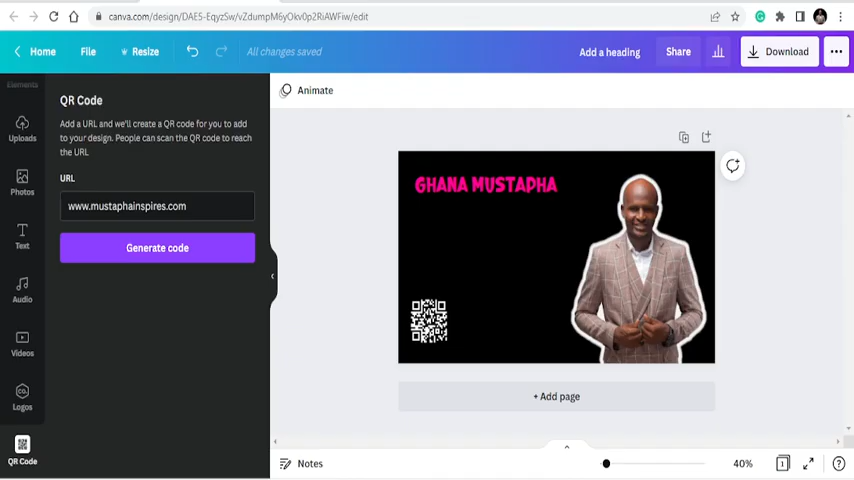 canva.com/design/DAE5-EqyzSw/vZdumpM6yOkv0p2RiAWFiw/edit
Home
File
Resize
All changes saved
Add a heading
Share
Download
Elements
Uploads
Photos
Text
Audio
Videos
CO.
Logos
QR Code
QR Code
Add a URL and we'll create a QR code for you to add
to your design. People can scan the QR code to reach
the URL
URL
www.mustaphainspires.com
Generate code
Animate
GHANA MUSTAPHA
+ Add page
Notes
40%
1
?